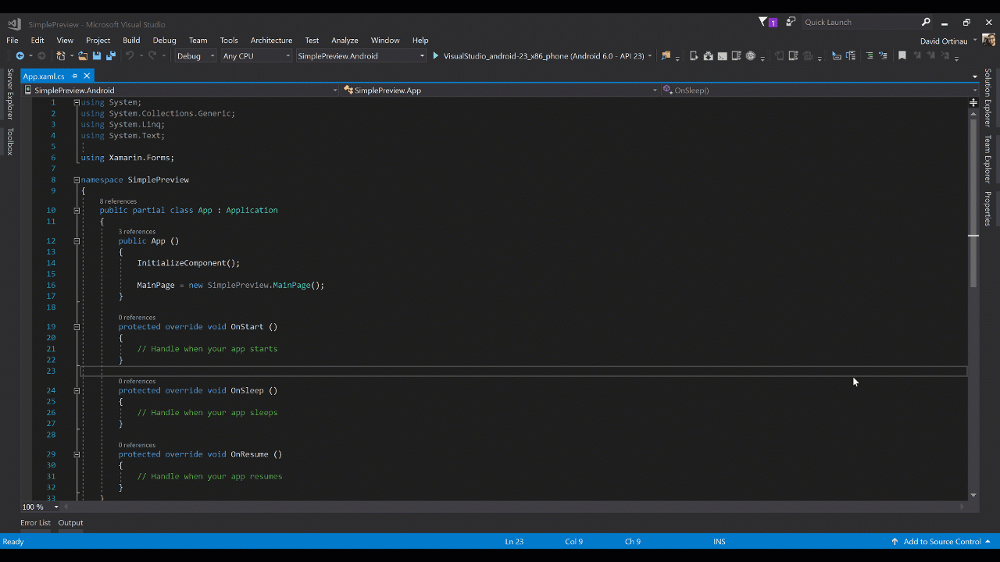 SimplePreview - Microsoft Visual Studio
1
Quick Launch
File Edit View Project Build Debug Team Tools Architecture Test Analyze Window Help
David Ortinau
Debug Any CPU SimplePreview.Android VisualStudio_android-23_x86_phone (Android 6.0 - API 23)
App.xaml.cs
SimplePreview.Android SimplePreview.App OnSleep()
Server Explorer
Toolbox
Solution Explorer
Team Explorer
Properties
1 using System;
2 using System.Collections.Generic;
3 using System.Linq;
4 using System.Text;
5
6 using Xamarin.Forms;
7
8 namespace SimplePreview
9 {
8 references
10 public partial class App : Application
11 {
3 references
12 public App ()
13 {
14 InitializeComponent();
15
16 MainPage = new SimplePreview.MainPage();
17 }
18
0 references
19 protected override void OnStart ()
20 {
21 // Handle when your app starts
22 }
23
0 references
24 protected override void OnSleep ()
25 {
26 // Handle when your app sleeps
27 }
28
0 references
29 protected override void OnResume ()
30 {
31 // Handle when your app resumes
32 }
33 }
100 %
Error List Output
Ready Ln 23 Col 9 Ch 9 INS Add to Source Control